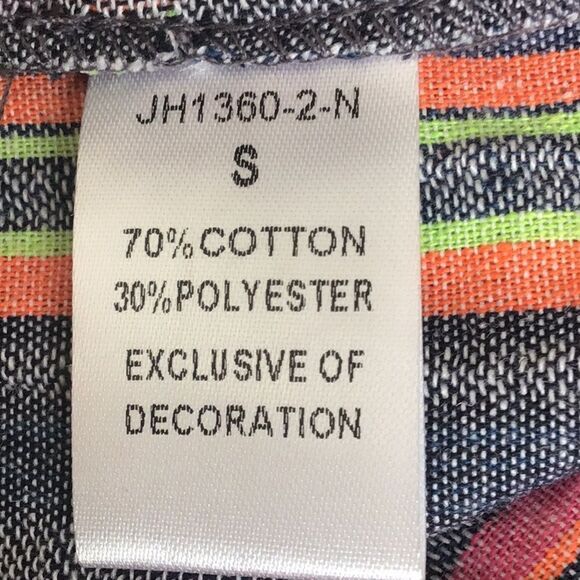 JH1360-2-N
S
70%COTTON
30%POLYESTER
EXCLUSIVE OF
DECORATION